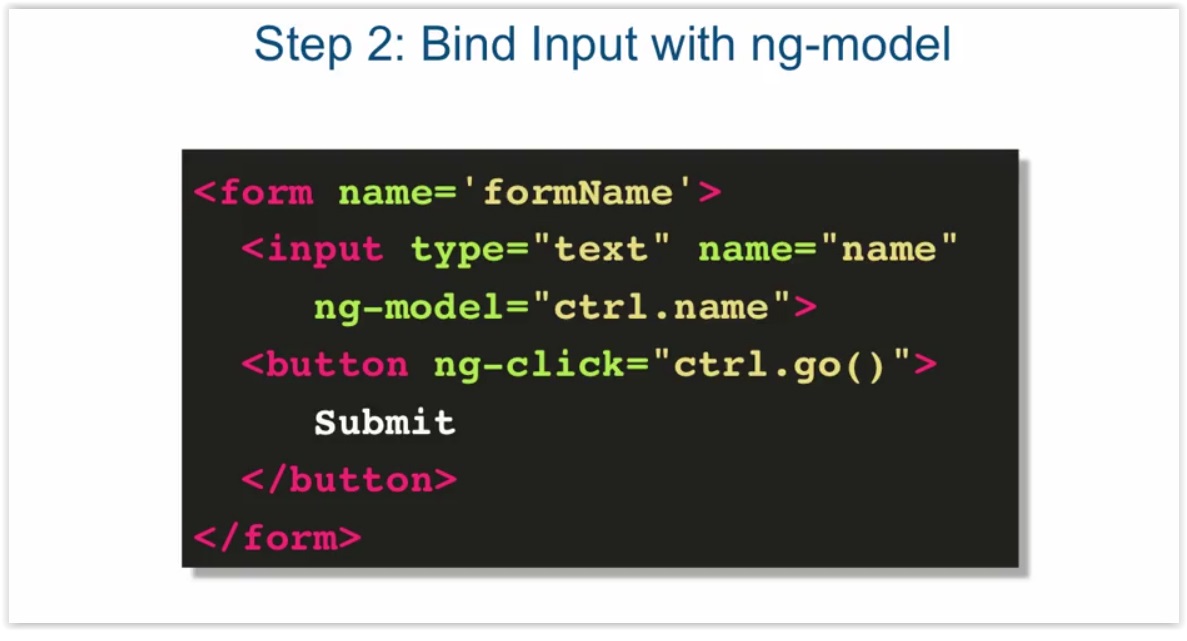 Step 2: Bind Input with ng-model
<form name='formName'>
<input type="text" name="name"
ng-model="ctrl.name">
<button ng-click="ctrl.go()">
Submit
</button>
</form>